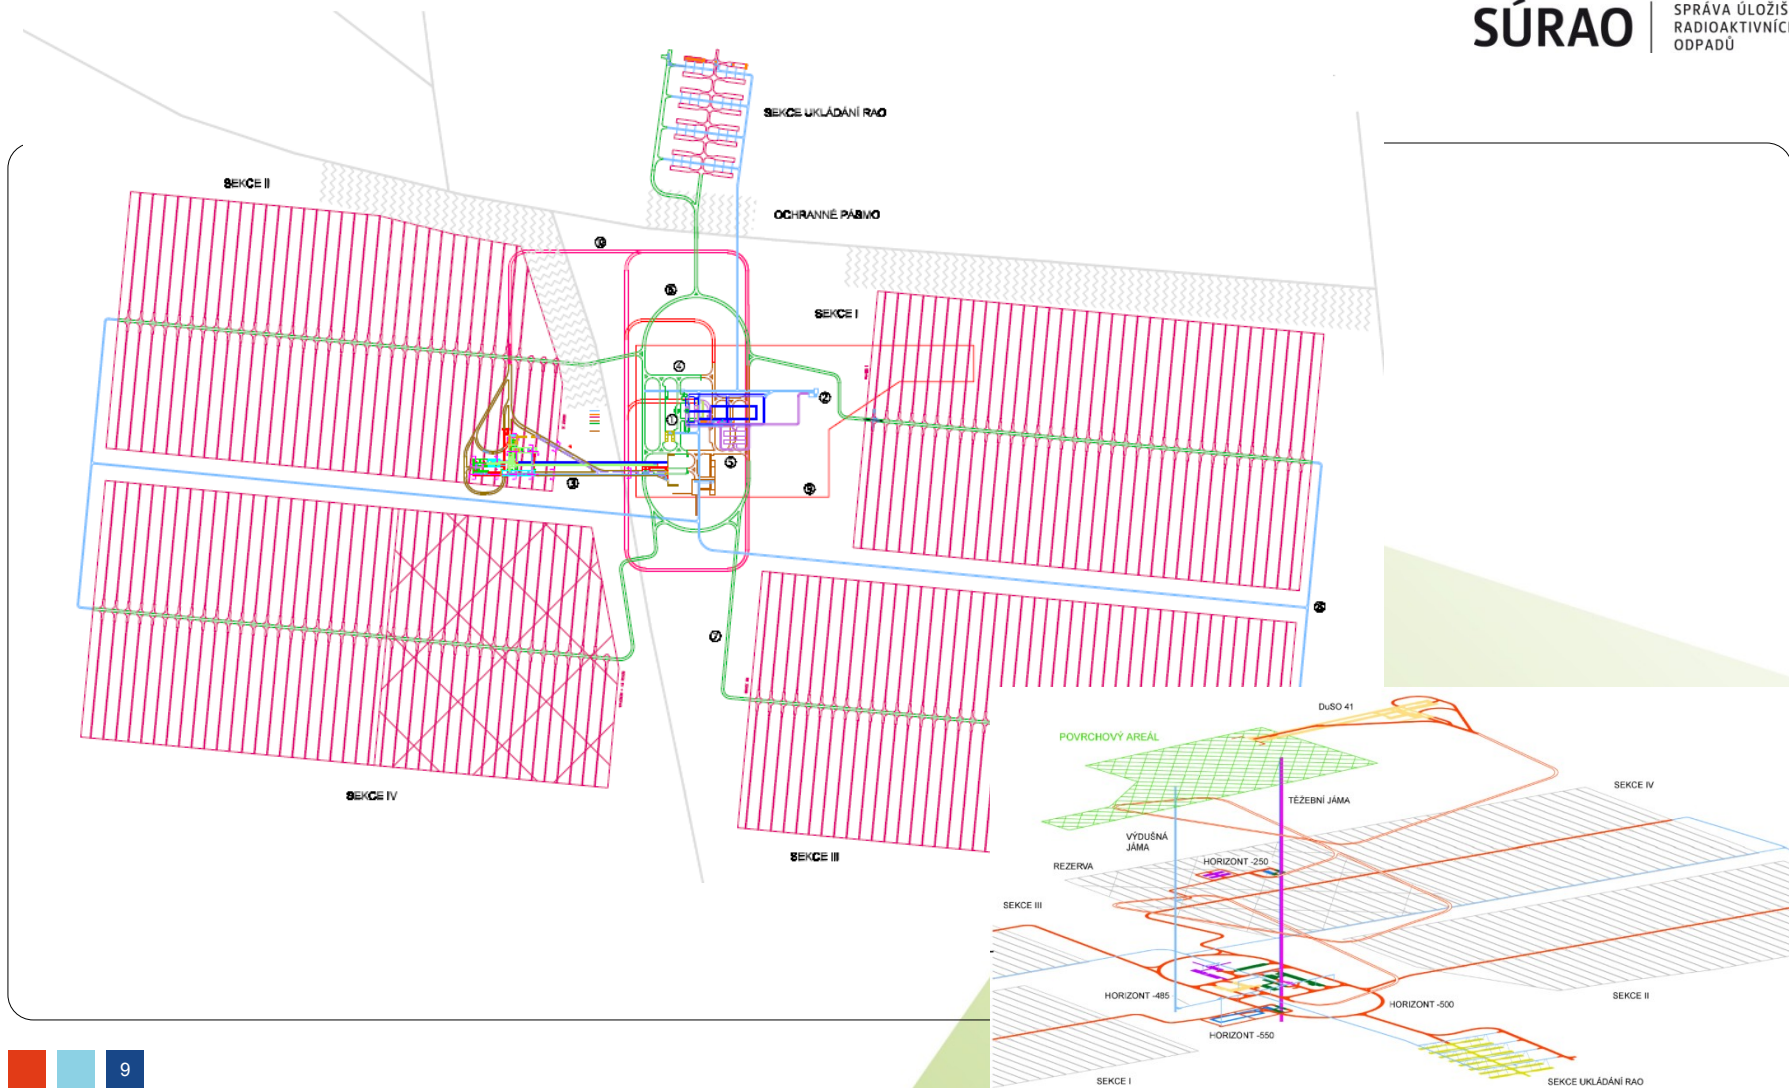 SÚRAO
SPRÁVA ÚLOŽIŠ
RADIOAKTIVNÍC
ODPADŮ
SEKCE UKLÁDÁNÍ RAO
SEKCE II
OCHRANNÉ PÁSMO
SEKCE I
SEKCE IV
SEKCE III
DuSO 41
POVRCHOVÝ AREÁL
SEKCE IV
TĚŽEBNÍ JÁMA
VÝDUŠNÁ
JÁMA
HORIZONT -250
REZERVA
SEKCE III
HORIZONT -485
HORIZONT -500
SEKCE II
HORIZONT -550
SEKCE I
SEKCE UKLÁDÁNÍ RAO
9